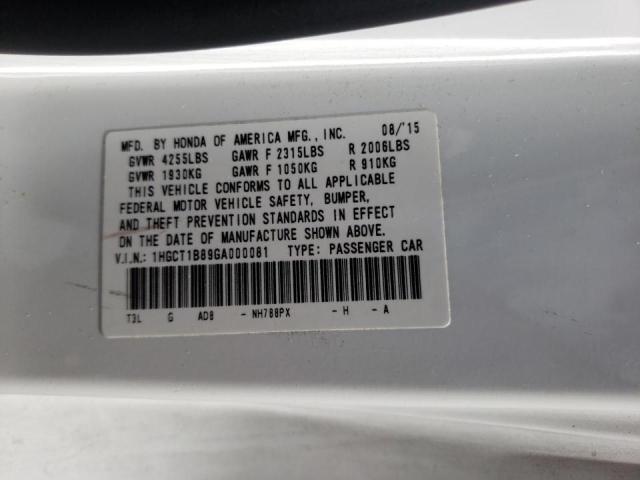 MFD. BY HONDA OF AMERICA MFG., INC. 08/'15
GVWR 4255LBS GAWR F 2315LBS R 2006LBS
GVWR 1930KG GAWR F 1050KG R 910KG
THIS VEHICLE CONFORMS TO ALL APPLICABLE
FEDERAL MOTOR VEHICLE SAFETY, BUMPER,
AND THEFT PREVENTION STANDARDS IN EFFECT
ON THE DATE OF MANUFACTURE SHOWN ABOVE.
V.I.N.: 1HGCT1B89GA000081 TYPE: PASSENGER CAR
T3L G AD8 - NH788PX - H - A